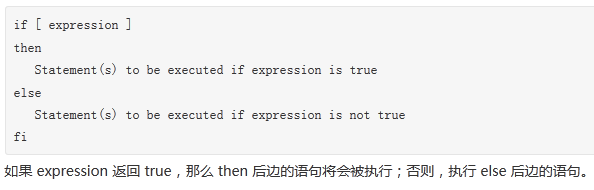 if [ expression ]
then
   Statement(s) to be executed if expression is true
else
   Statement(s) to be executed if expression is not true
fi
如果 expression 返回 true，那么 then 后边的语句将会被执行；否则，执行 else 后边的语句。